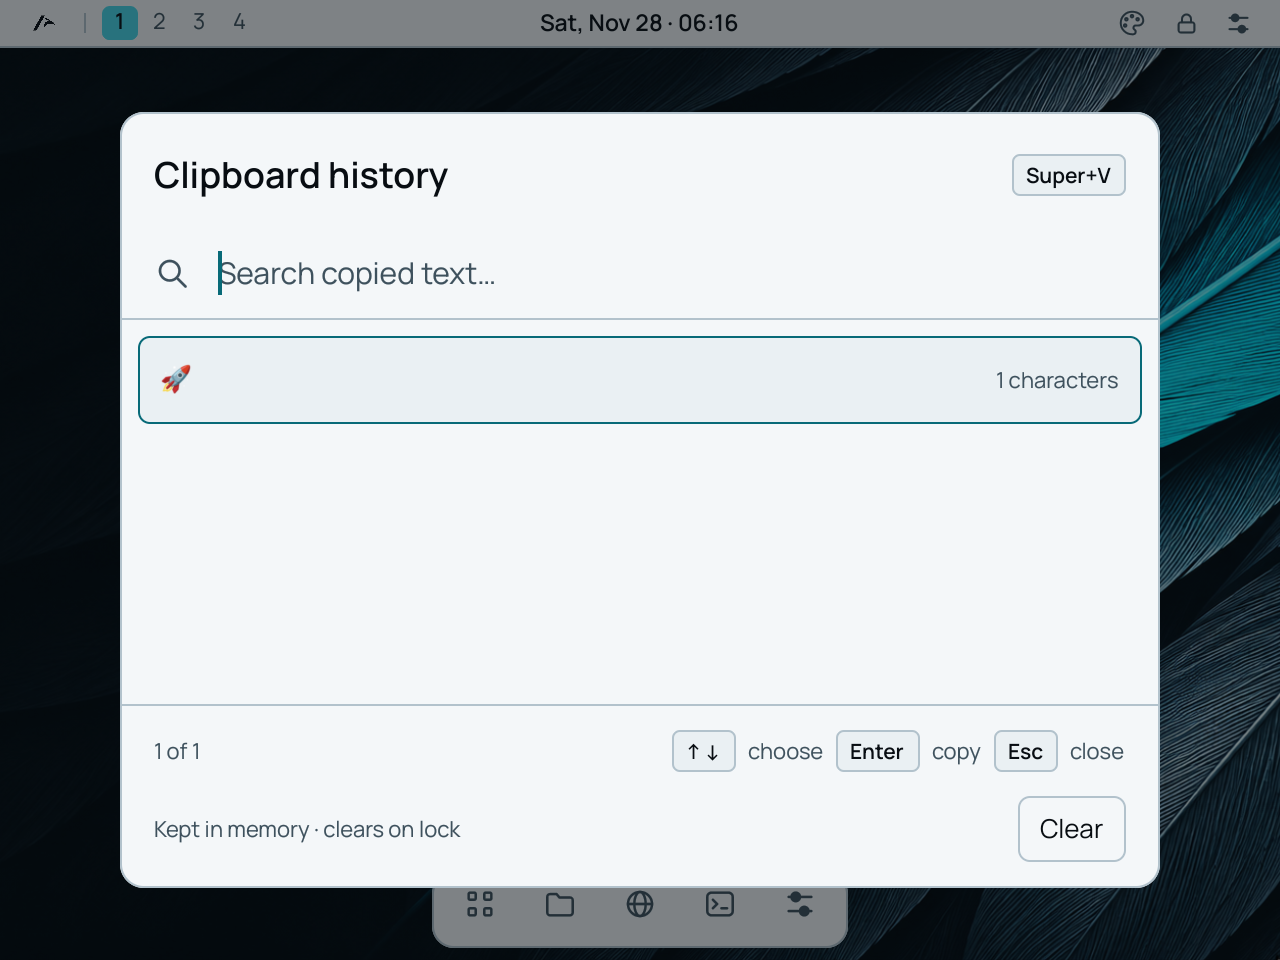 1 2 3 4 Sat, Nov 28 · 06:16
Clipboard history Super+V
Search copied text...
🚀 1 characters
1 of 1 ↑ ↓ choose Enter copy Esc close
Kept in memory · clears on lock Clear